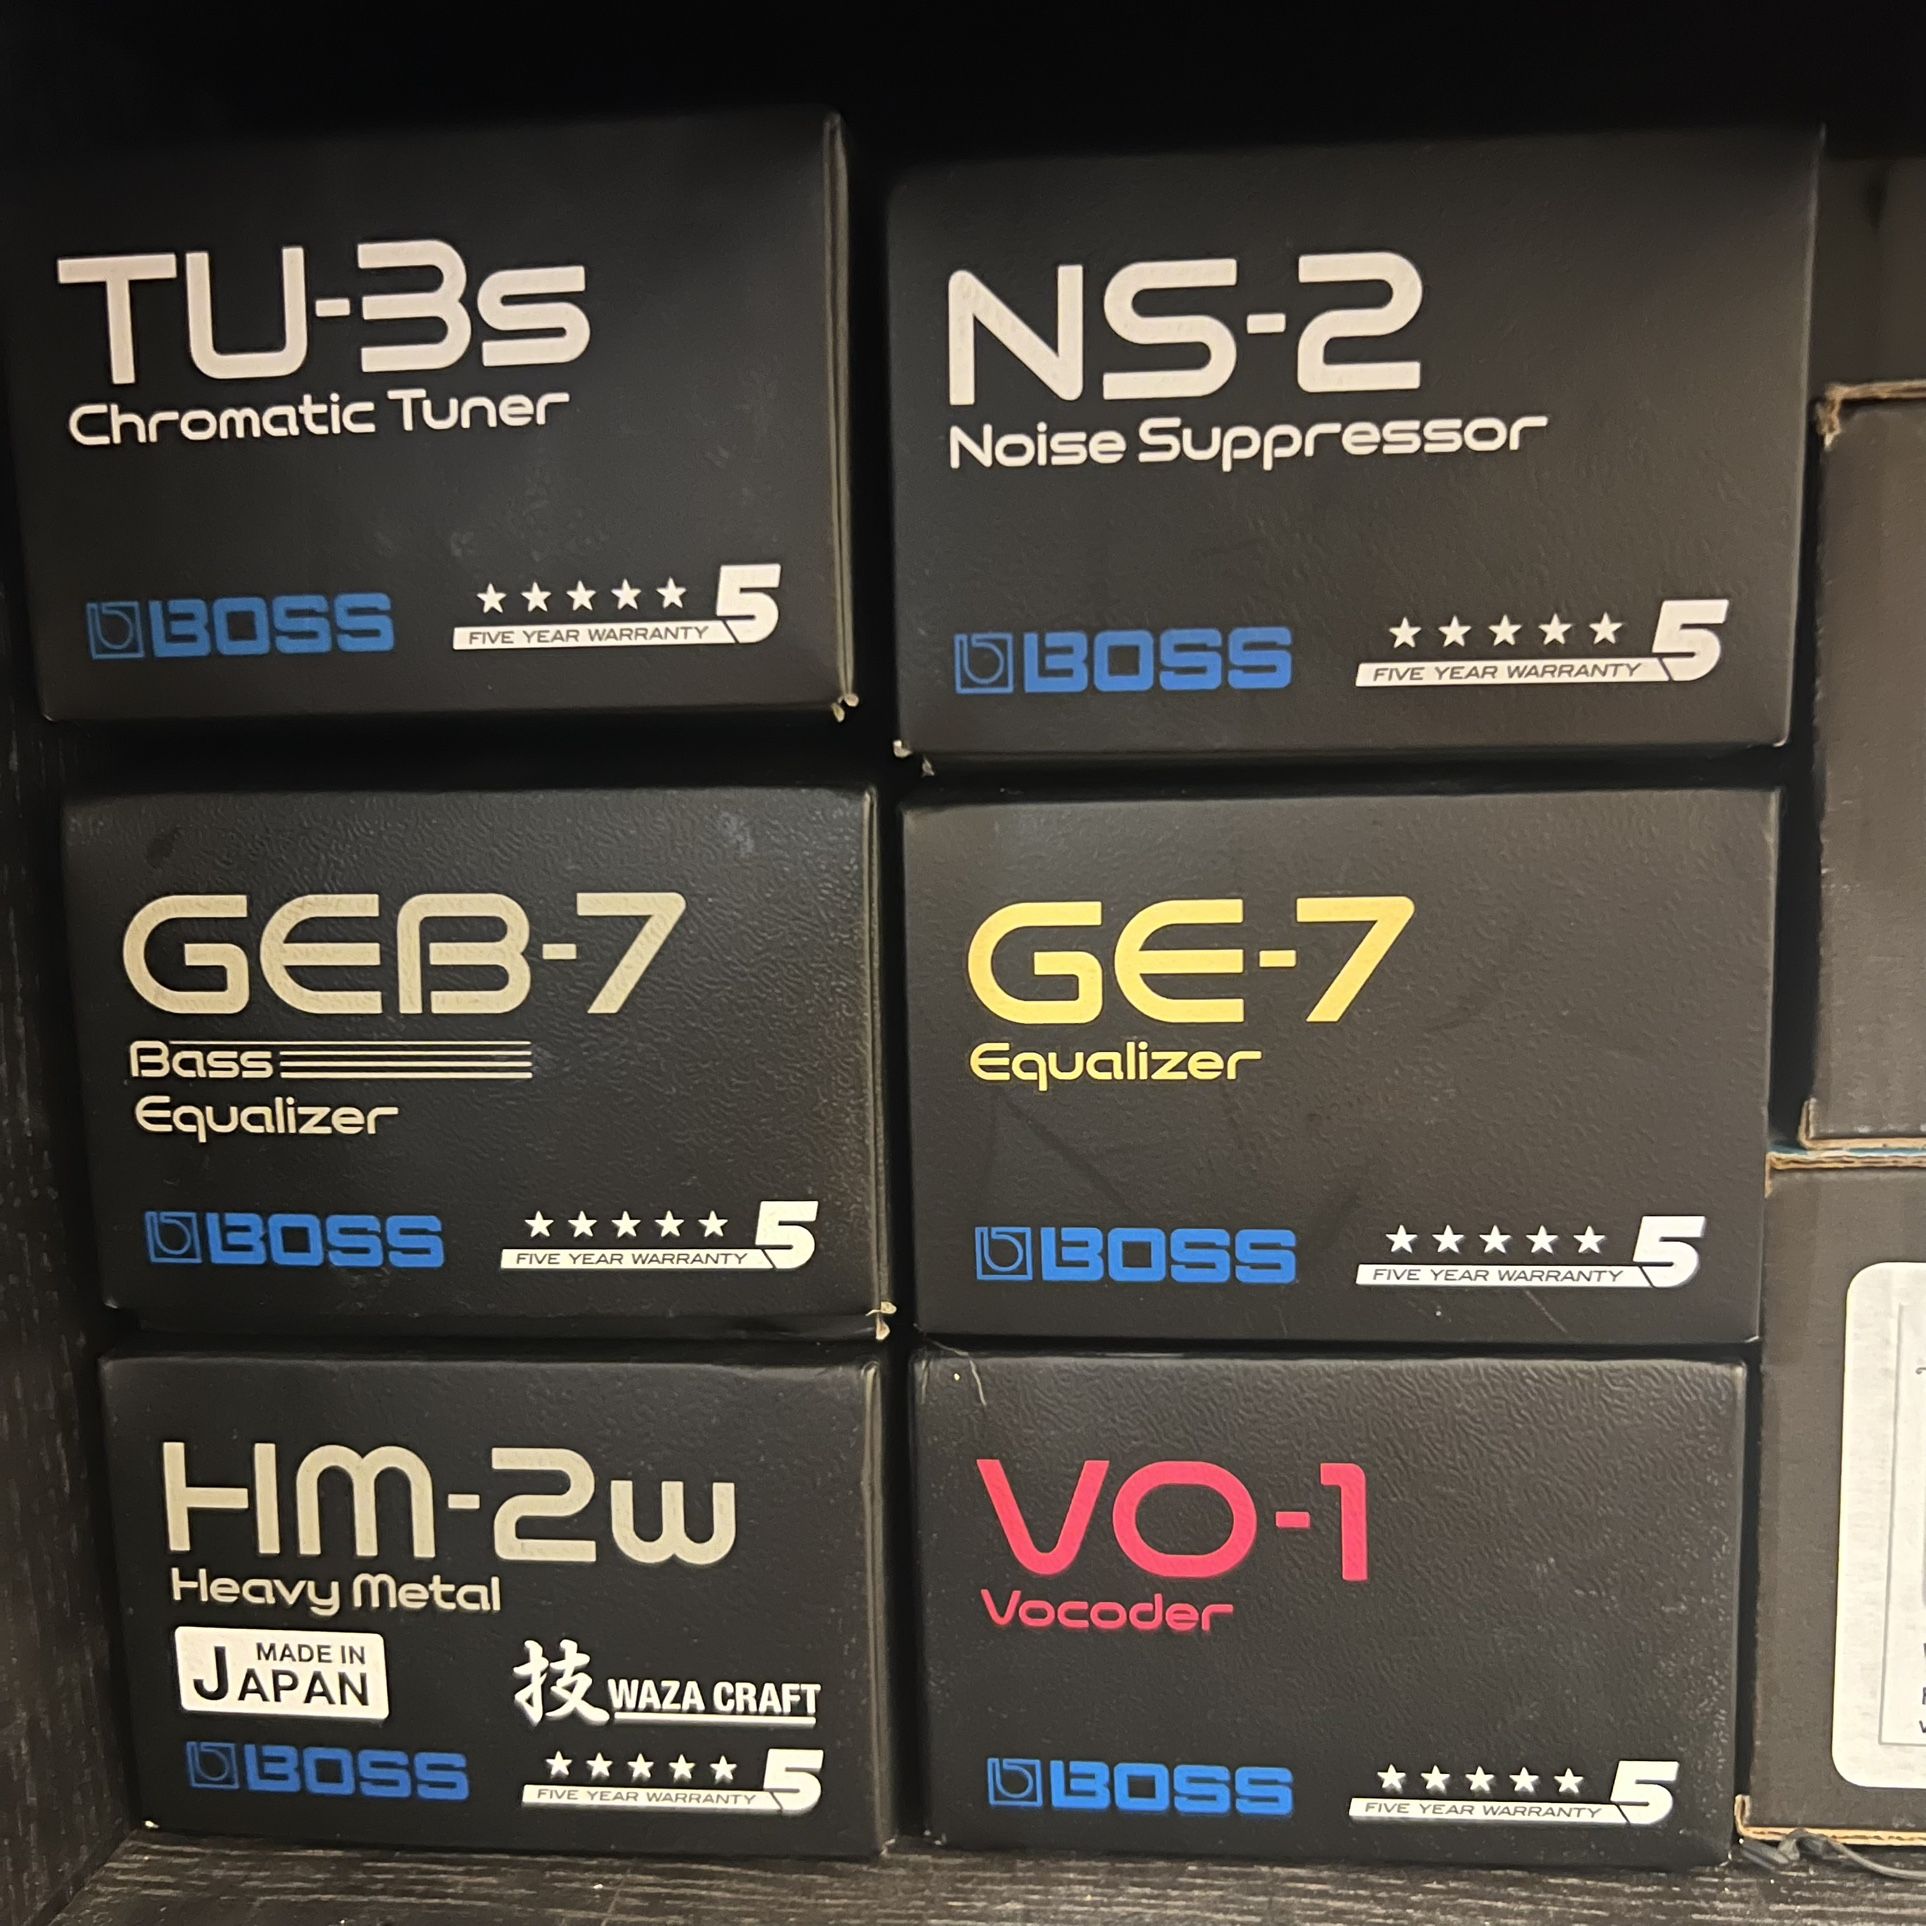 TU-3s
Chromatic Tuner
BOSS
FIVE YEAR WARRANTY 5
NS-2
Noise Suppressor
BOSS
FIVE YEAR WARRANTY 5
GEB-7
Bass
Equalizer
BOSS
FIVE YEAR WARRANTY 5
GE-7
Equalizer
BOSS
FIVE YEAR WARRANTY 5
HM-2w
Heavy Metal
MADE IN
JAPAN
技 WAZA CRAFT
BOSS
FIVE YEAR WARRANTY 5
VO-1
Vocoder
BOSS
FIVE YEAR WARRANTY 5